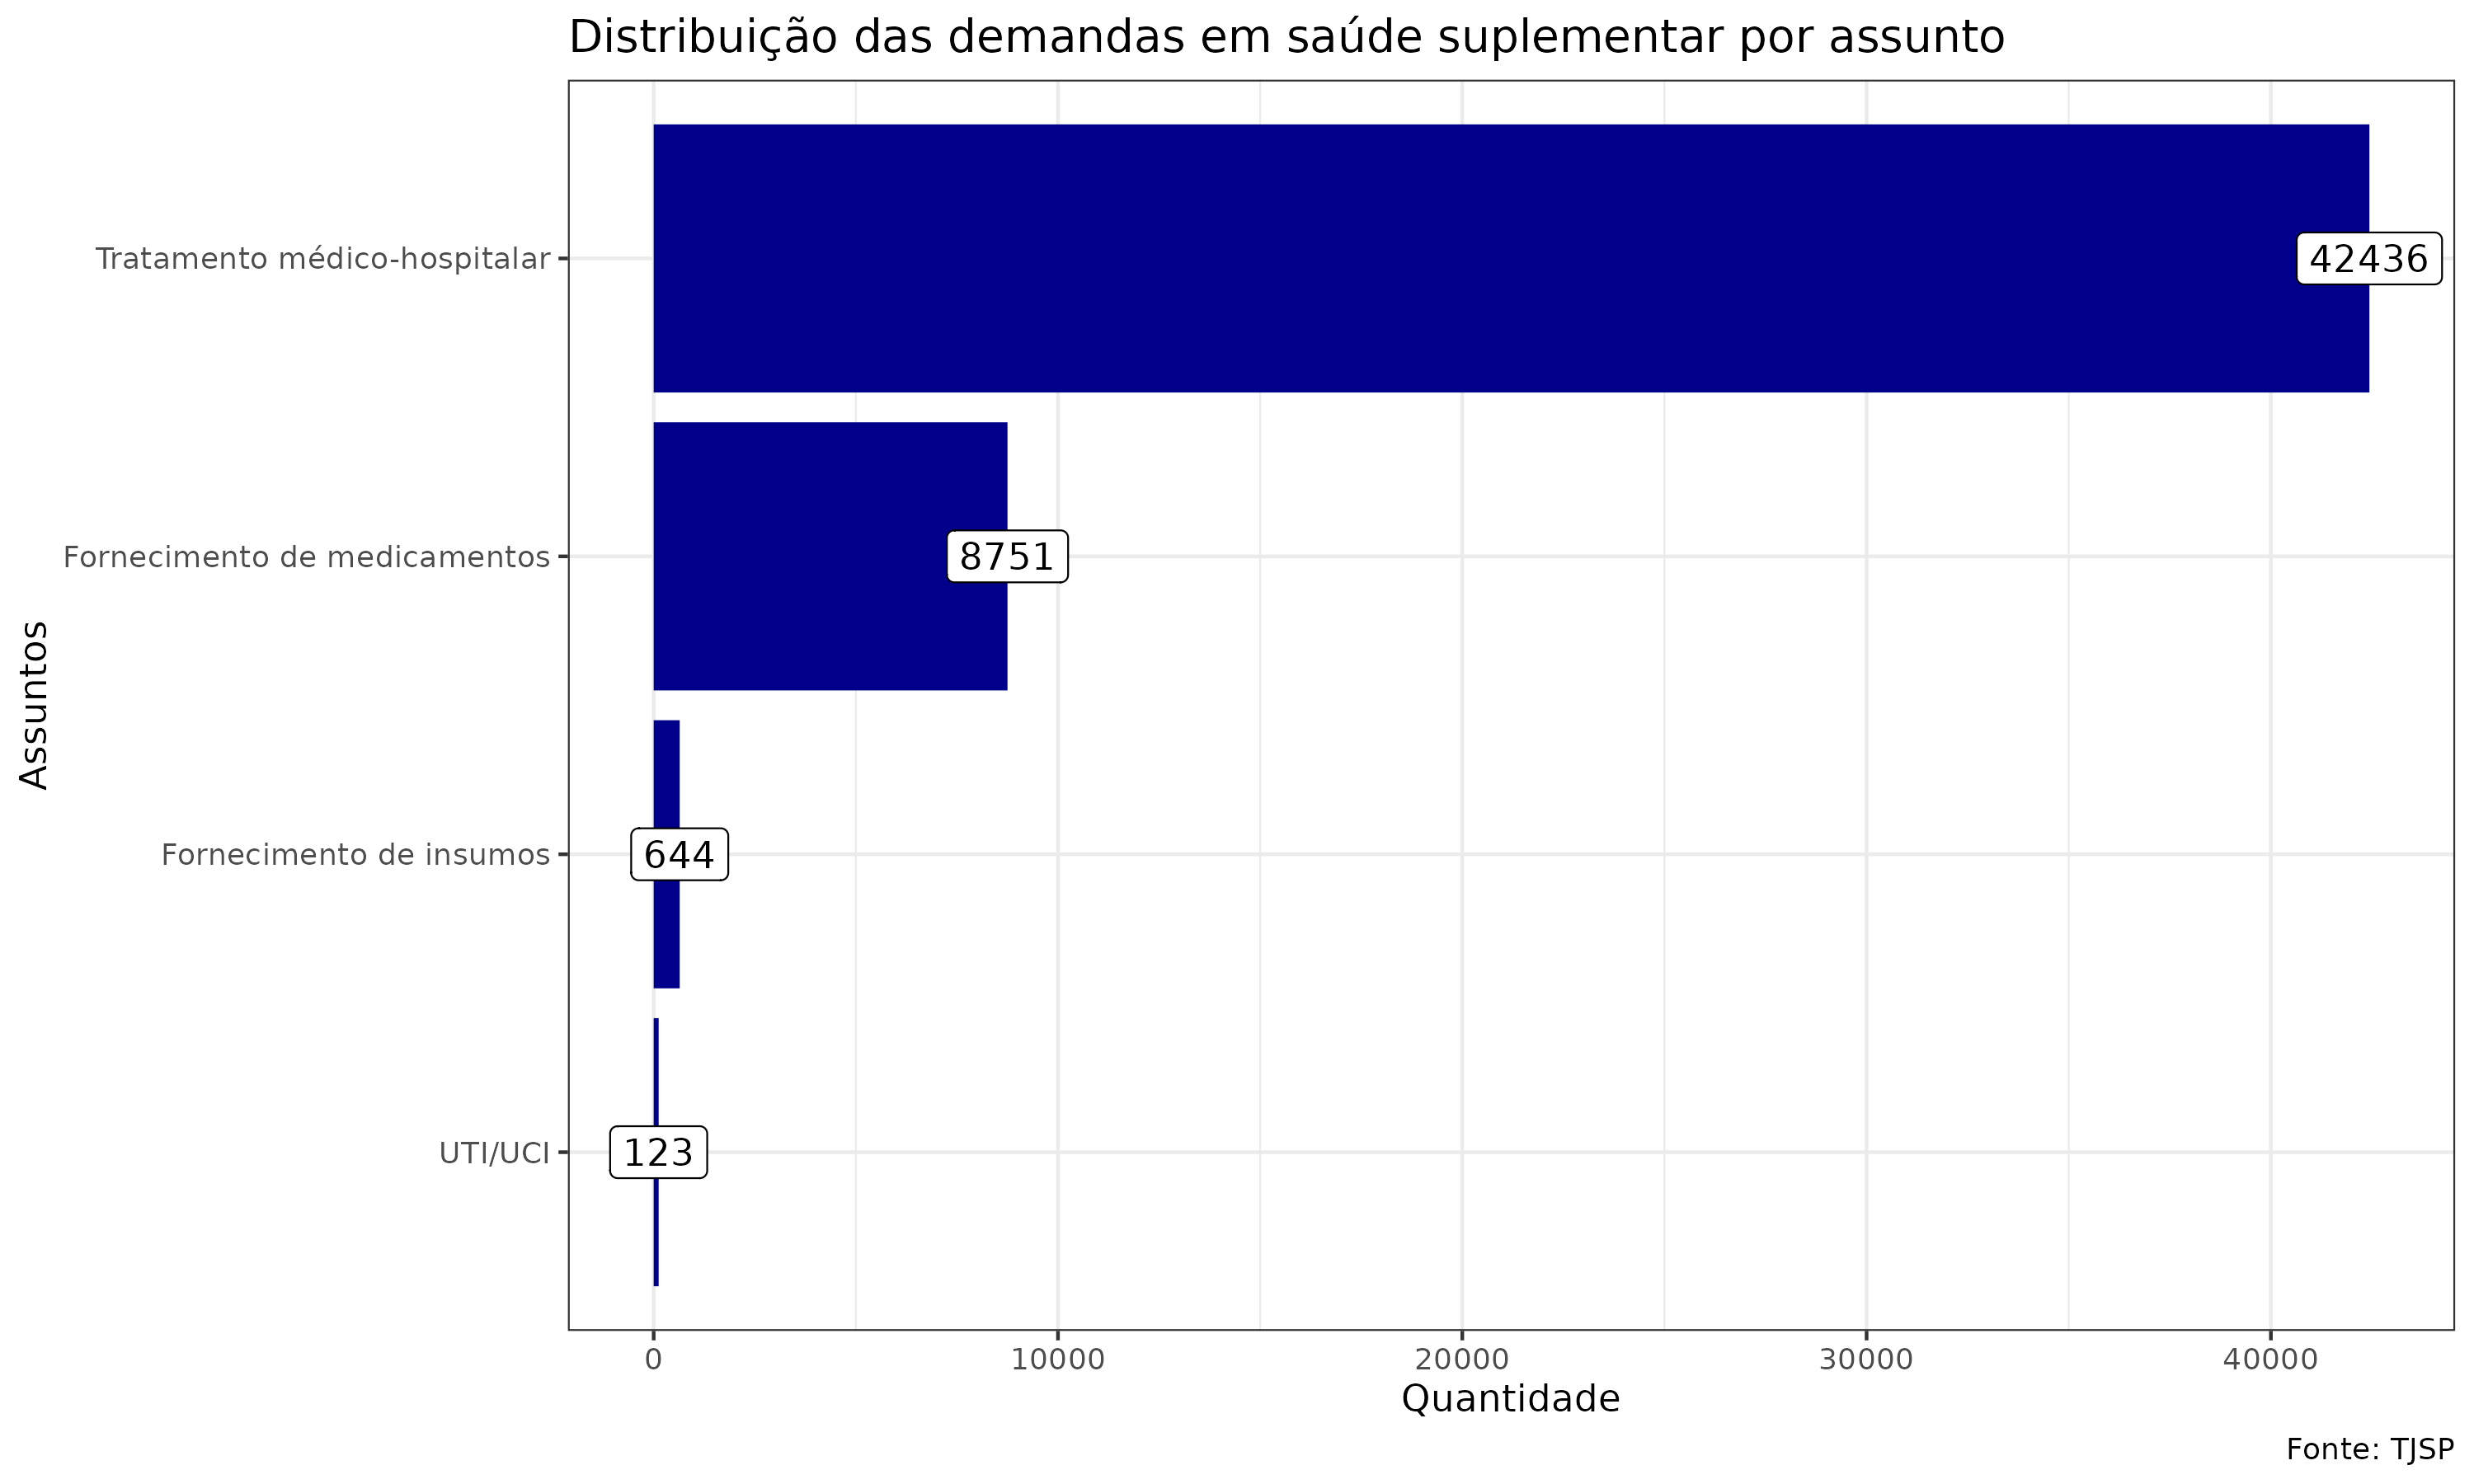 Distribuição das demandas em saúde suplementar por assunto
Assuntos
Tratamento médico-hospitalar
42436
Fornecimento de medicamentos
8751
Fornecimento de insumos
644
UTI/UCI
123
0 10000 20000 30000 40000
Quantidade
Fonte: TJSP